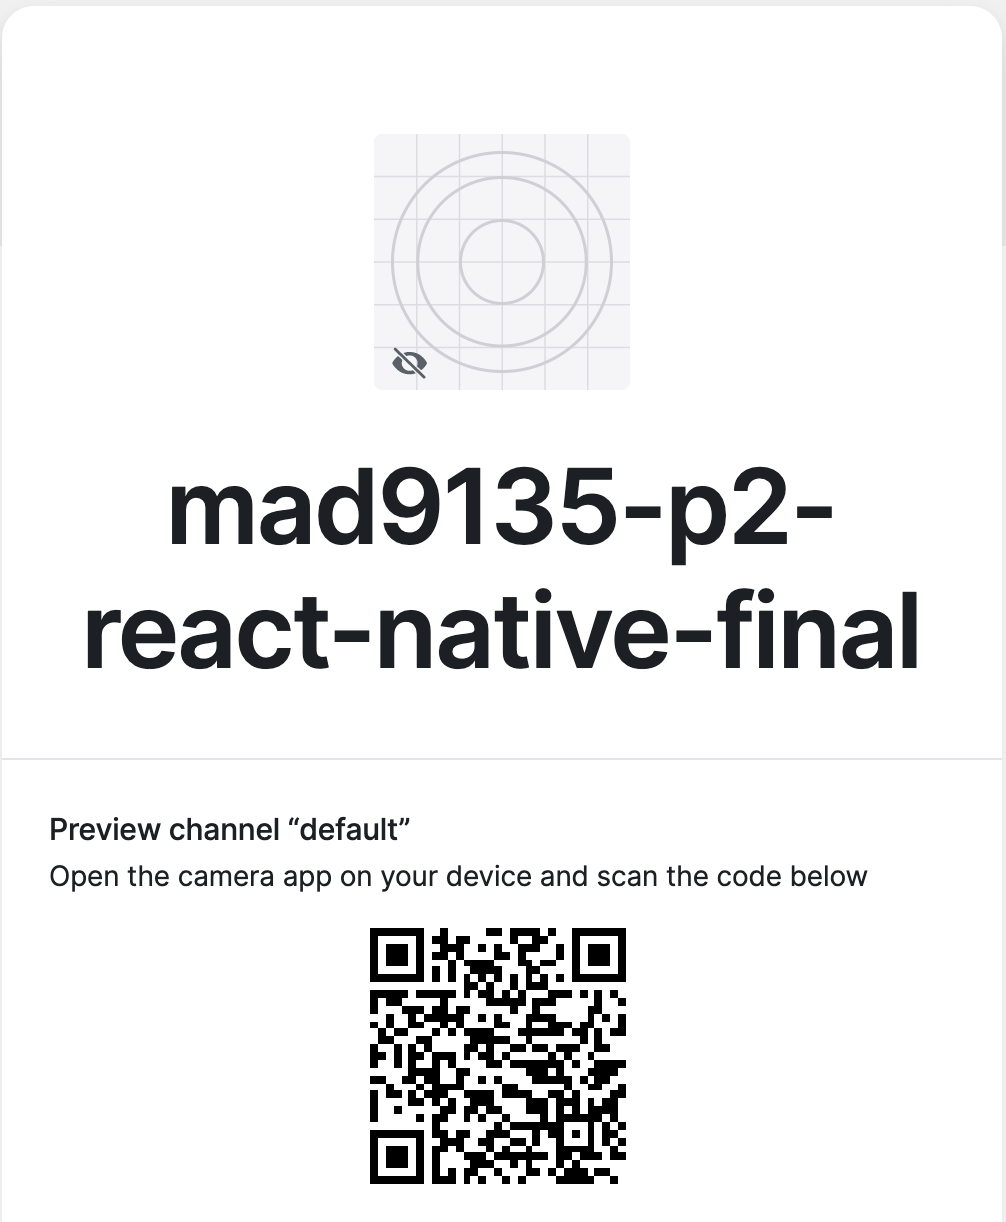 mad9135-p2-
react-native-final
Preview channel “default”
Open the camera app on your device and scan the code below